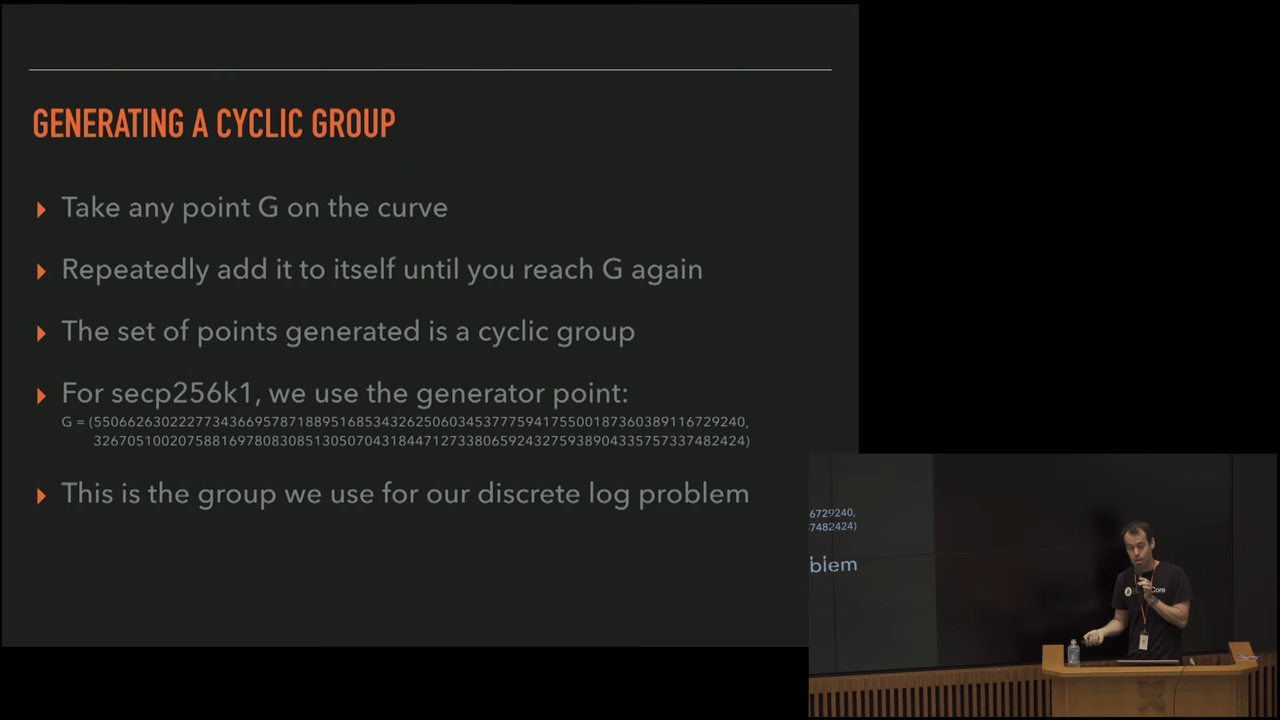 GENERATING A CYCLIC GROUP
Take any point G on the curve
Repeatedly add it to itself until you reach G again
The set of points generated is a cyclic group
For secp256k1, we use the generator point:
G = (55066263022277343669578718895168534326250603453777594175500187360389116729240,
32670510020758816978083085130507043184471273380659243275938904335757337482424)
This is the group we use for our discrete log problem
6729240,
7482424)
blem
Core